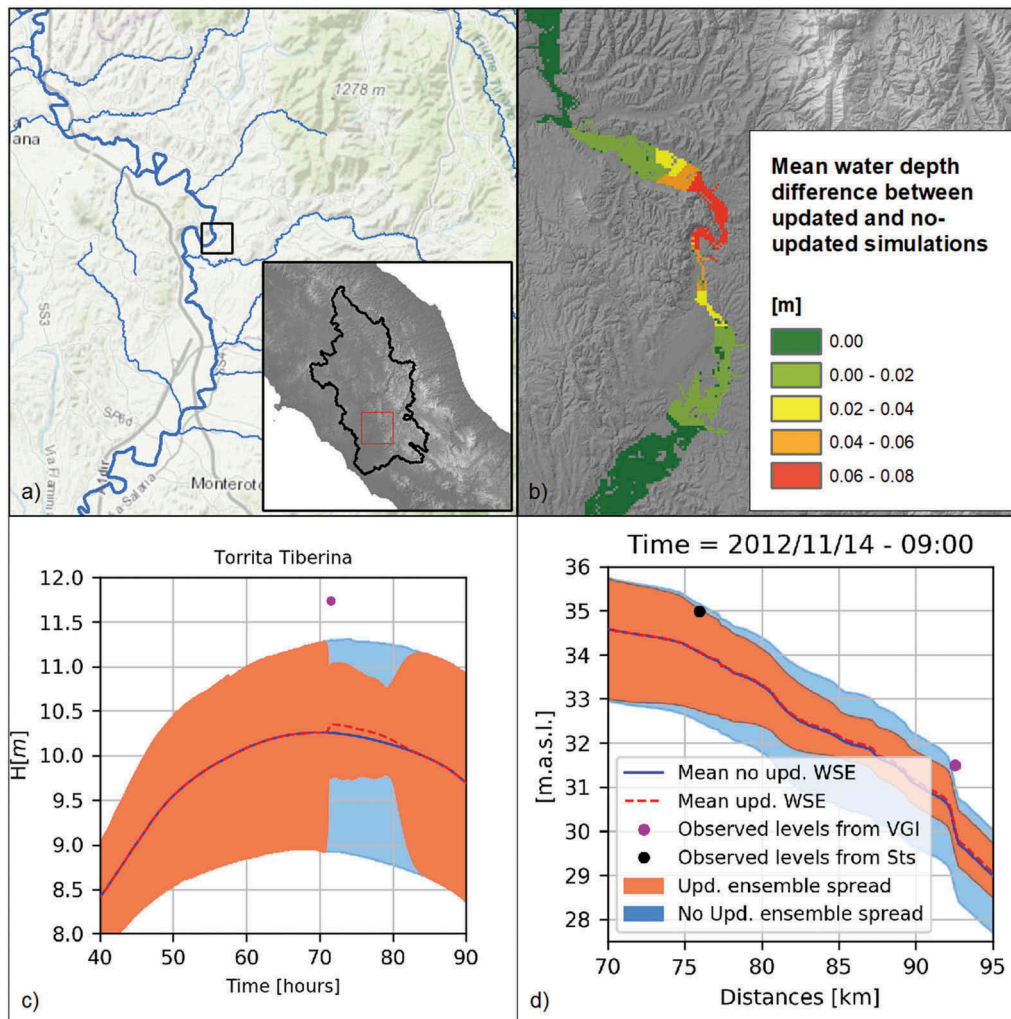 a)
1278 m
Fiume Tu
a
ana
SS3
SP6d
Via Flaminia
A1dir
Via Salaria
Monteroto
b)
Mean water depth
difference between
updated and no-
updated simulations
[m]
0.00
0.00 - 0.02
0.02 - 0.04
0.04 - 0.06
0.06 - 0.08
Torrita Tiberina
12.0
11.5
11.0
10.5
10.0
9.5
9.0
8.5
8.0
H[m]
40
50
60
70
80
90
Time [hours]
c)
Time = 2012/11/14 - 09:00
36
35
34
33
32
31
30
29
28
[m.a.s.l.]
Mean no upd. WSE
Mean upd. WSE
Observed levels from VGI
Observed levels from Sts
Upd. ensemble spread
No Upd. ensemble spread
70
75
80
85
90
95
Distances [km]
d)